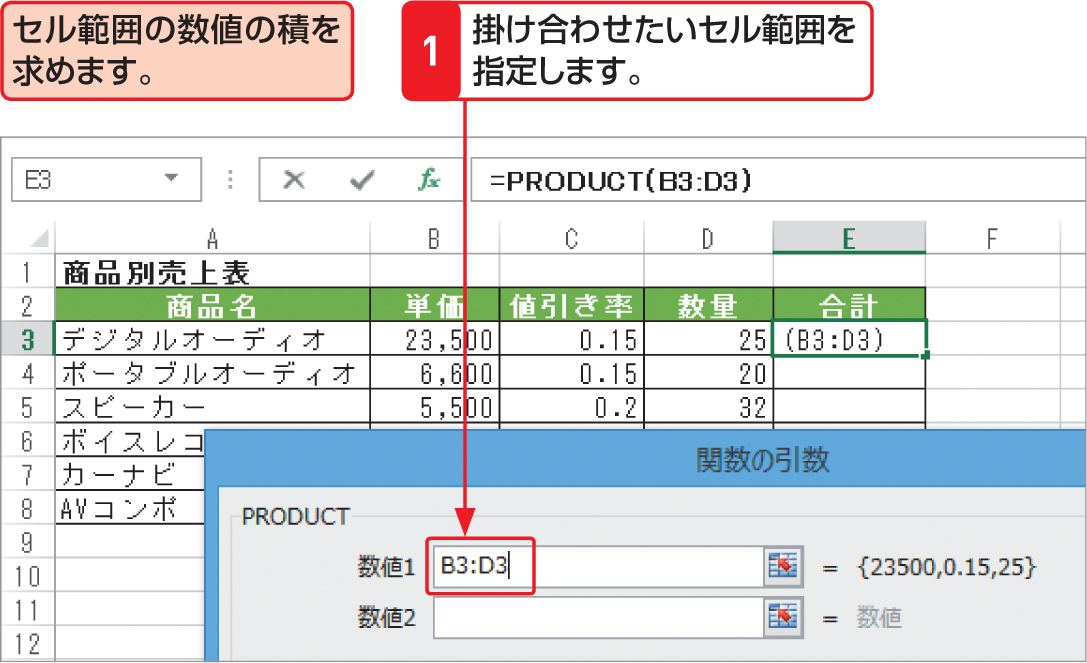 セル範囲の数値の積を
求めます。
1 掛け合わせたいセル範囲を
指定します。
E3 fx =PRODUCT(B3:D3)
A B C D E F
1 商品別売上表
2 商品名 単価 値引き率 数量 合計
3 デジタルオーディオ 23,500 0.15 25 (B3:D3)
4 ポータブルオーディオ 6,600 0.15 20
5 スピーカー 5,500 0.2 32
6 ボイスレコ
関数の引数
7 カーナビ
8 AVコンポ
PRODUCT
9
数値1 B3:D3 = {23500,0.15,25}
10
数値2 = 数値
11
12